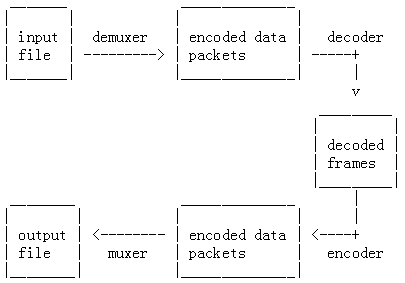 input
file
demuxer
encoded data
packets
decoder
v
decoded
frames
output
file
muxer
encoded data
packets
encoder